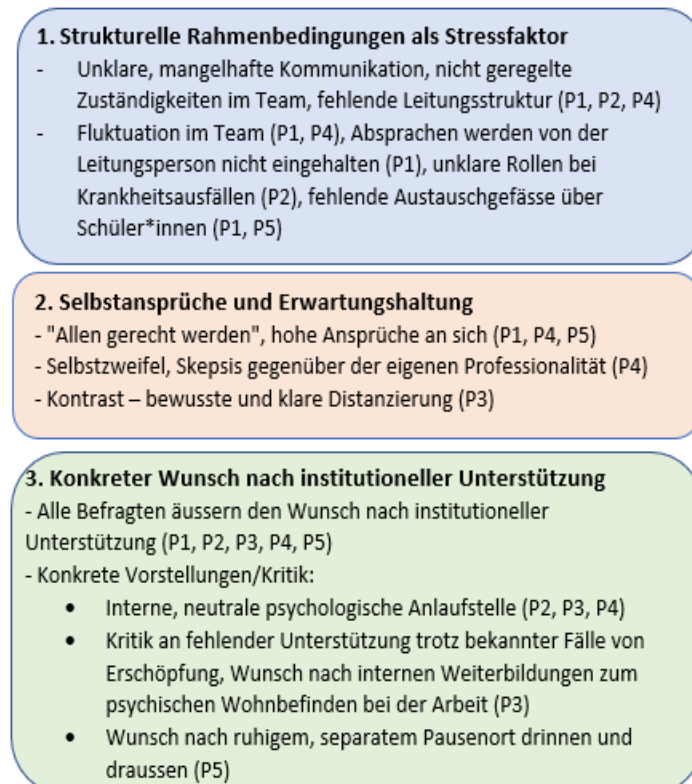 1. Strukturelle Rahmenbedingungen als Stressfaktor
- Unklare, mangelhafte Kommunikation, nicht geregelte
Zuständigkeiten im Team, fehlende Leitungsstruktur (P1, P2, P4)
- Fluktuation im Team (P1, P4), Absprachen werden von der
Leitungsperson nicht eingehalten (P1), unklare Rollen bei
Krankheitsausfällen (P2), fehlende Austauschgefässe über
Schüler*innen (P1, P5)
2. Selbstansprüche und Erwartungshaltung
- "Allen gerecht werden", hohe Ansprüche an sich (P1, P4, P5)
- Selbstzweifel, Skepsis gegenüber der eigenen Professionalität (P4)
- Kontrast – bewusste und klare Distanzierung (P3)
3. Konkreter Wunsch nach institutioneller Unterstützung
- Alle Befragten äussern den Wunsch nach institutioneller
Unterstützung (P1, P2, P3, P4, P5)
- Konkrete Vorstellungen/Kritik:
• Interne, neutrale psychologische Anlaufstelle (P2, P3, P4)
• Kritik an fehlender Unterstützung trotz bekannter Fälle von
Erschöpfung, Wunsch nach internen Weiterbildungen zum
psychischen Wohnbefinden bei der Arbeit (P3)
• Wunsch nach ruhigem, separatem Pausenort drinnen und
draussen (P5)